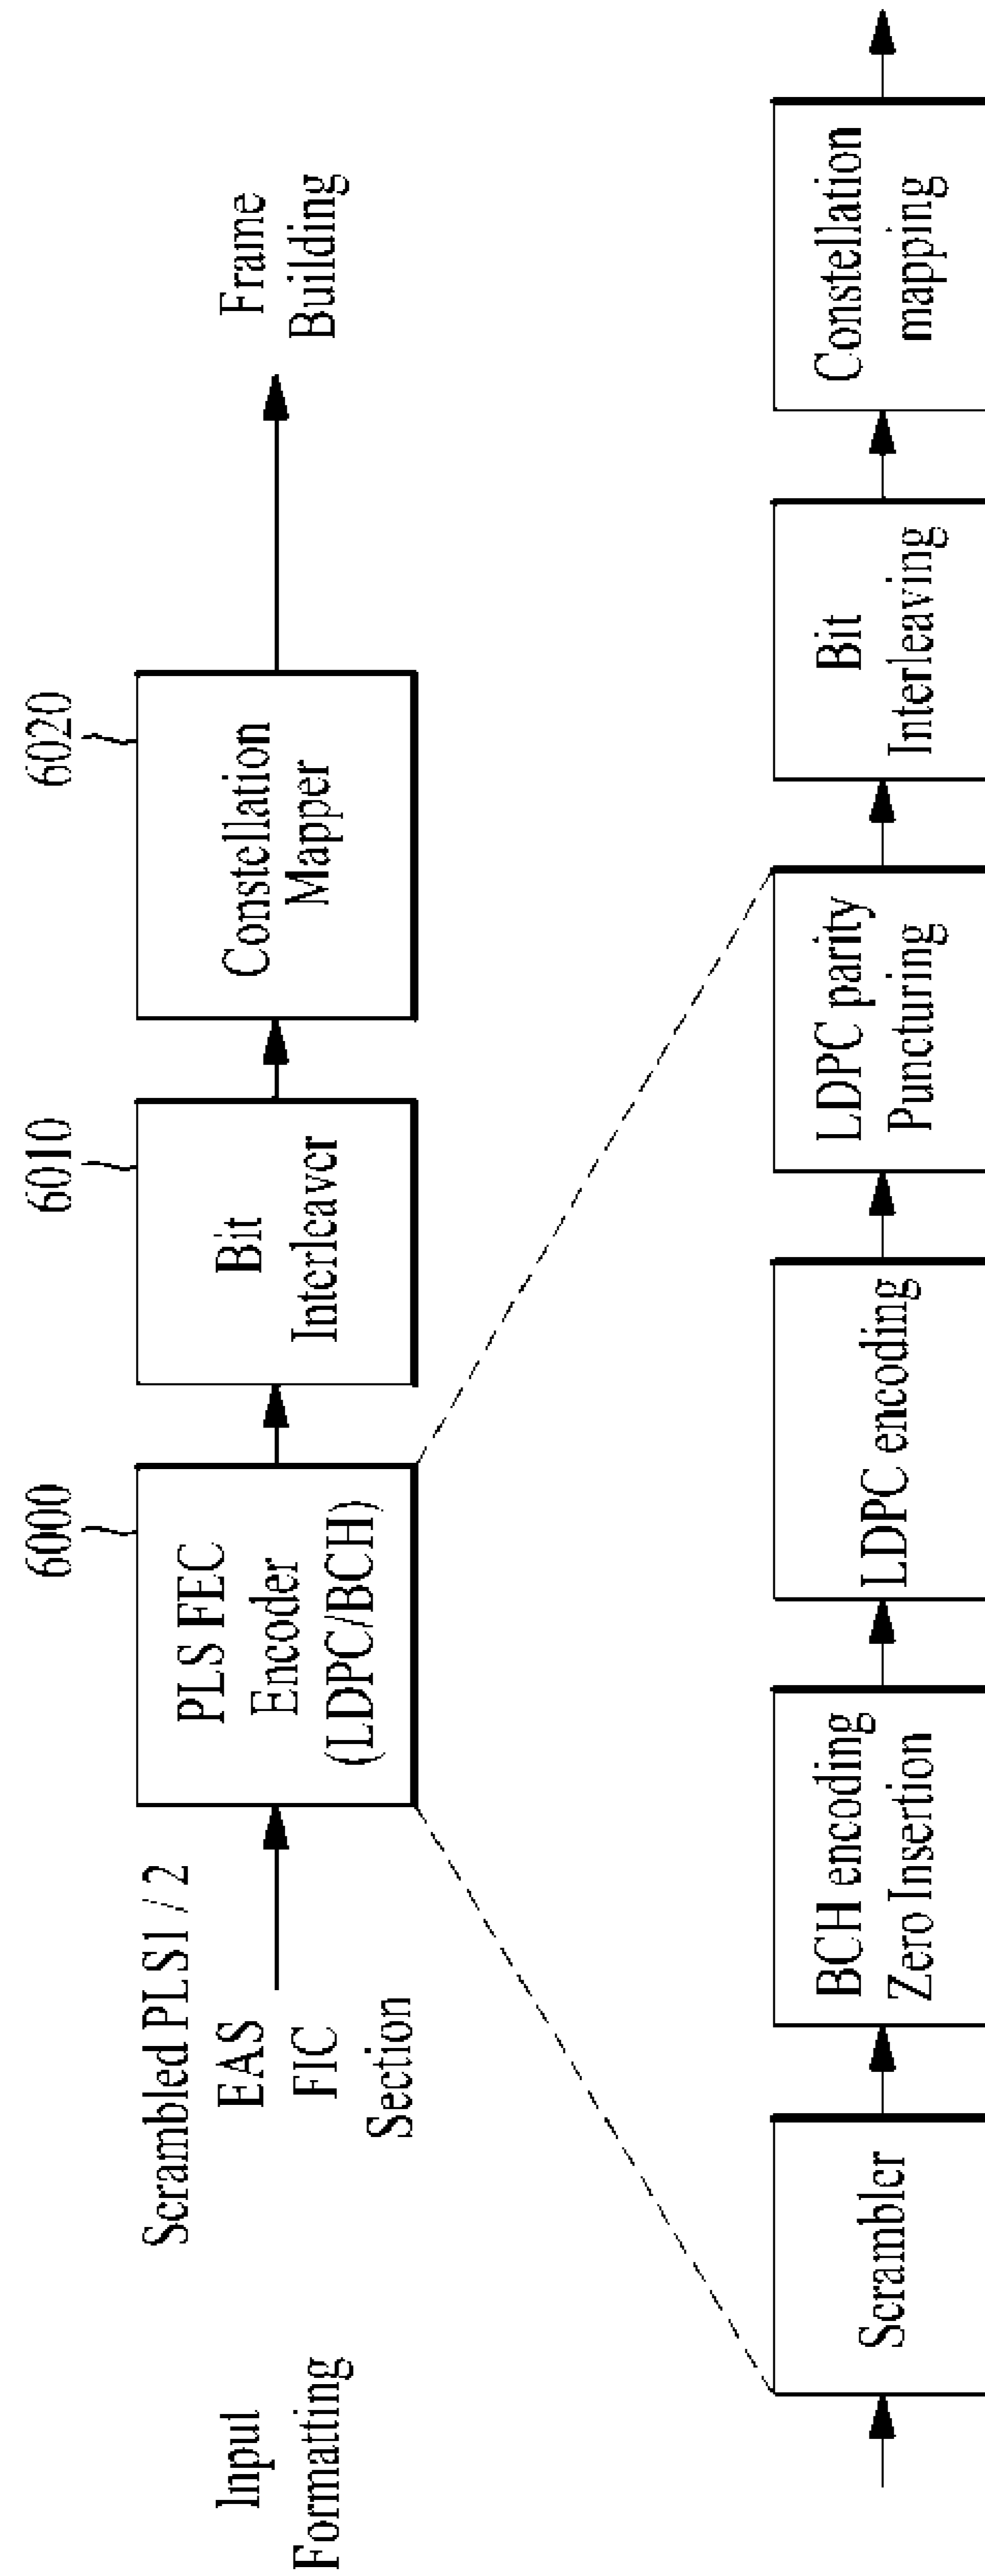 Input
Formatting
Scrambled PLS1 / 2
EAS
FIC
Section
6000
PLS FEC
Encoder
(LDPC/BCH)
6010
Bit
Interleaver
6020
Constellation
Mapper
Frame
Building
Scrambler
BCH encoding
Zero Insertion
LDPC encoding
LDPC parity
Puncturing
Bit
Interleaving
Constellation
mapping